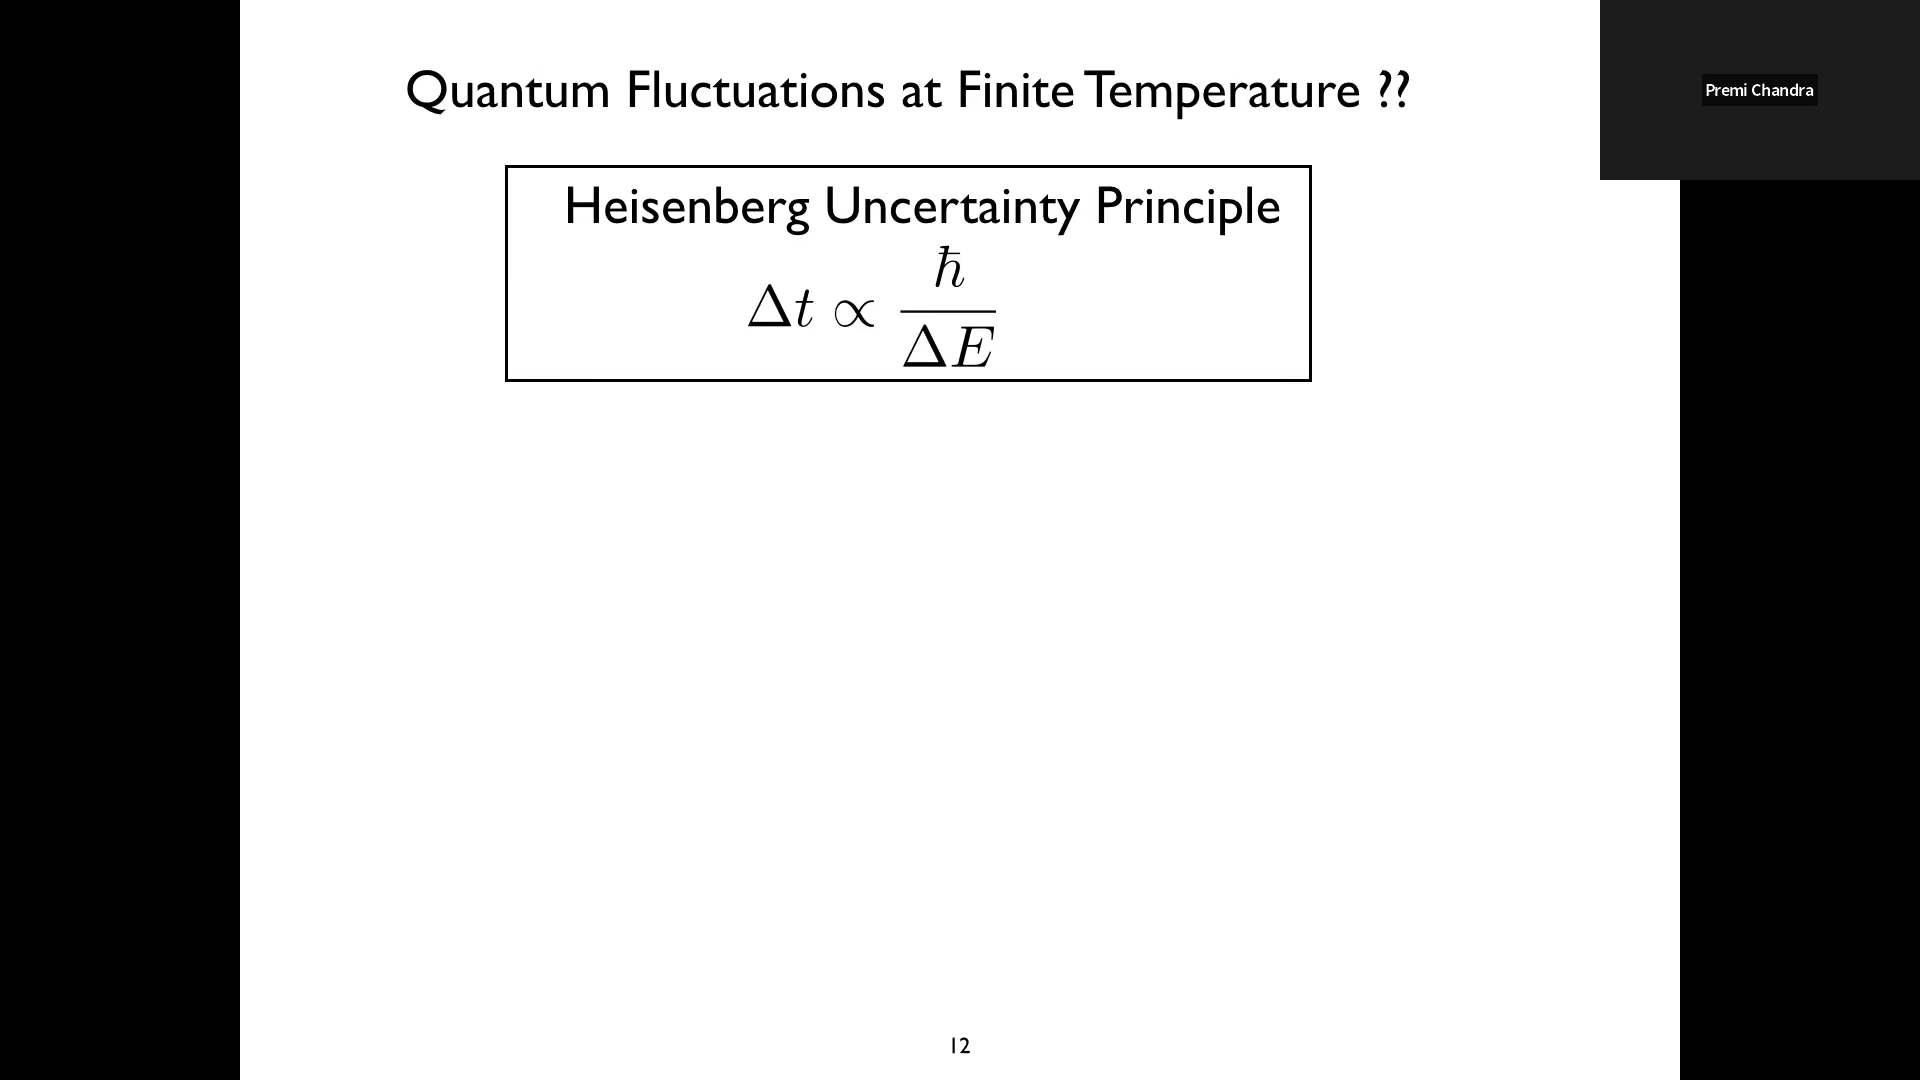 Quantum Fluctuations at Finite Temperature ??
Premi Chandra
Heisenberg Uncertainty Principle
Δt ∝ ℏ / ΔE
12